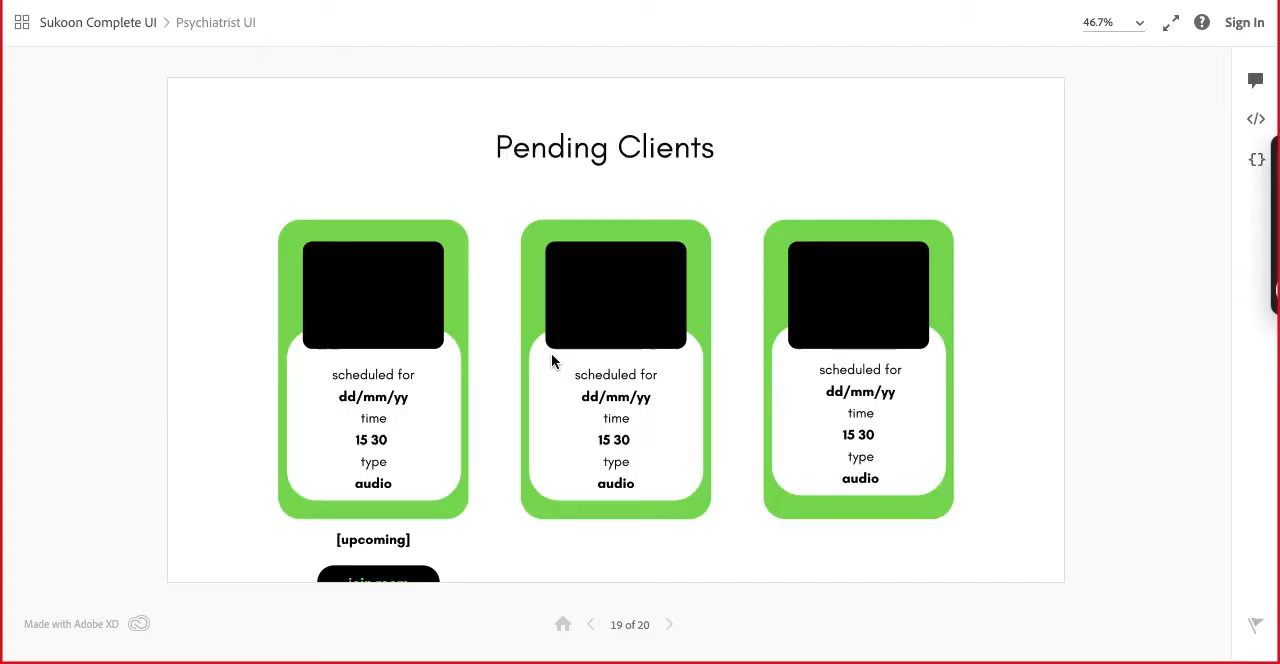 Sukoon Complete UI > Psychiatrist UI
46.7%
Sign In
Pending Clients
scheduled for
dd/mm/yy
time
15 30
type
audio
[upcoming]
scheduled for
dd/mm/yy
time
15 30
type
audio
scheduled for
dd/mm/yy
time
15 30
type
audio
Made with Adobe XD
19 of 20